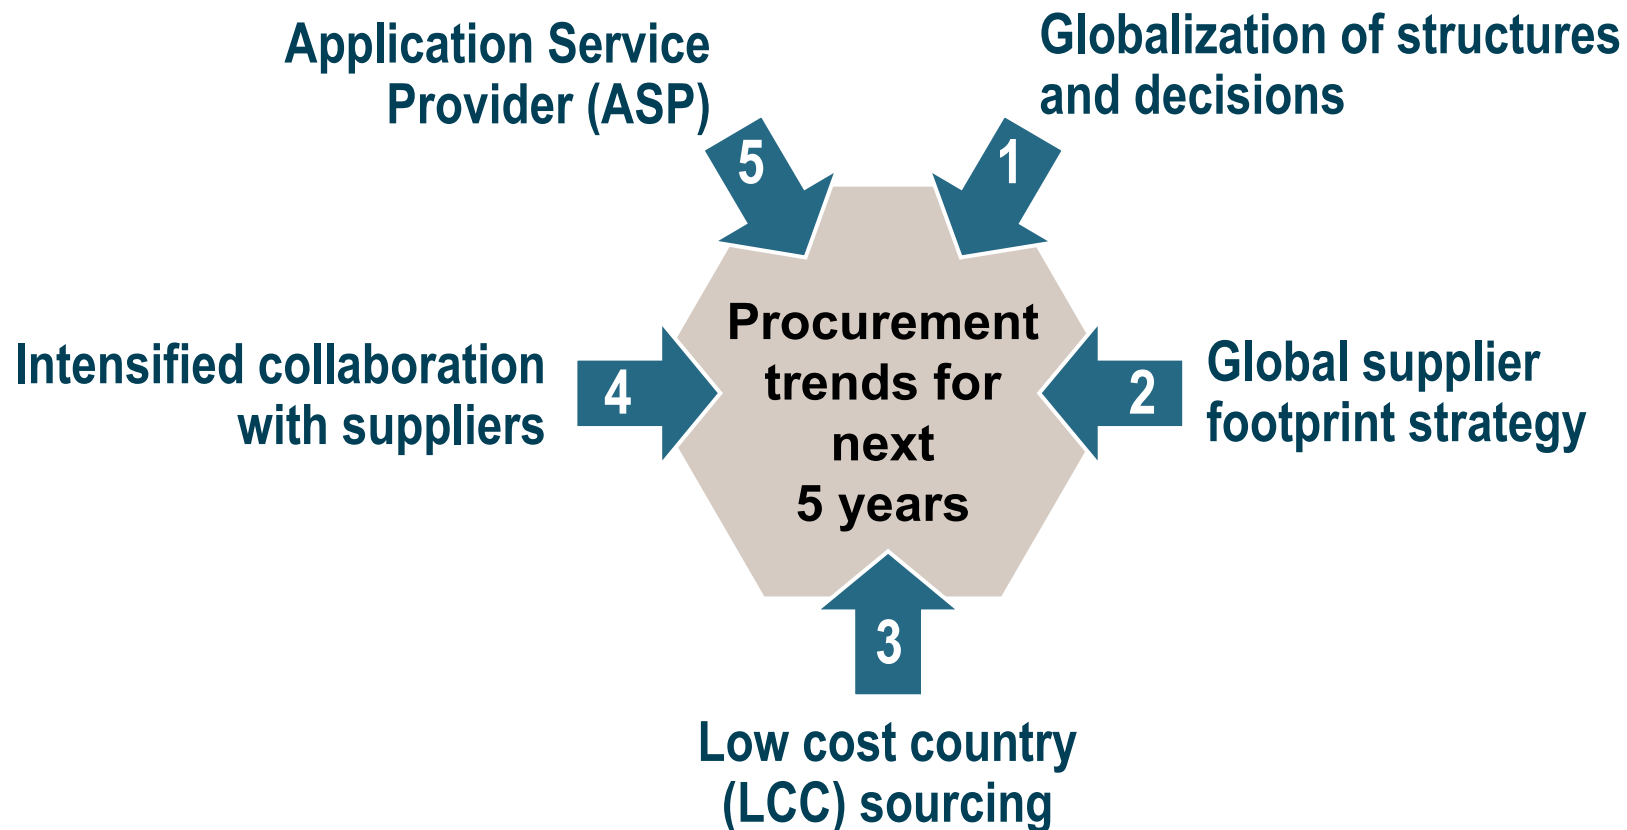 Application Service
Provider (ASP)
5
Globalization of structures
and decisions
1
Procurement
trends for
next
5 years
Intensified collaboration
with suppliers
4
2
Global supplier
footprint strategy
3
Low cost country
(LCC) sourcing